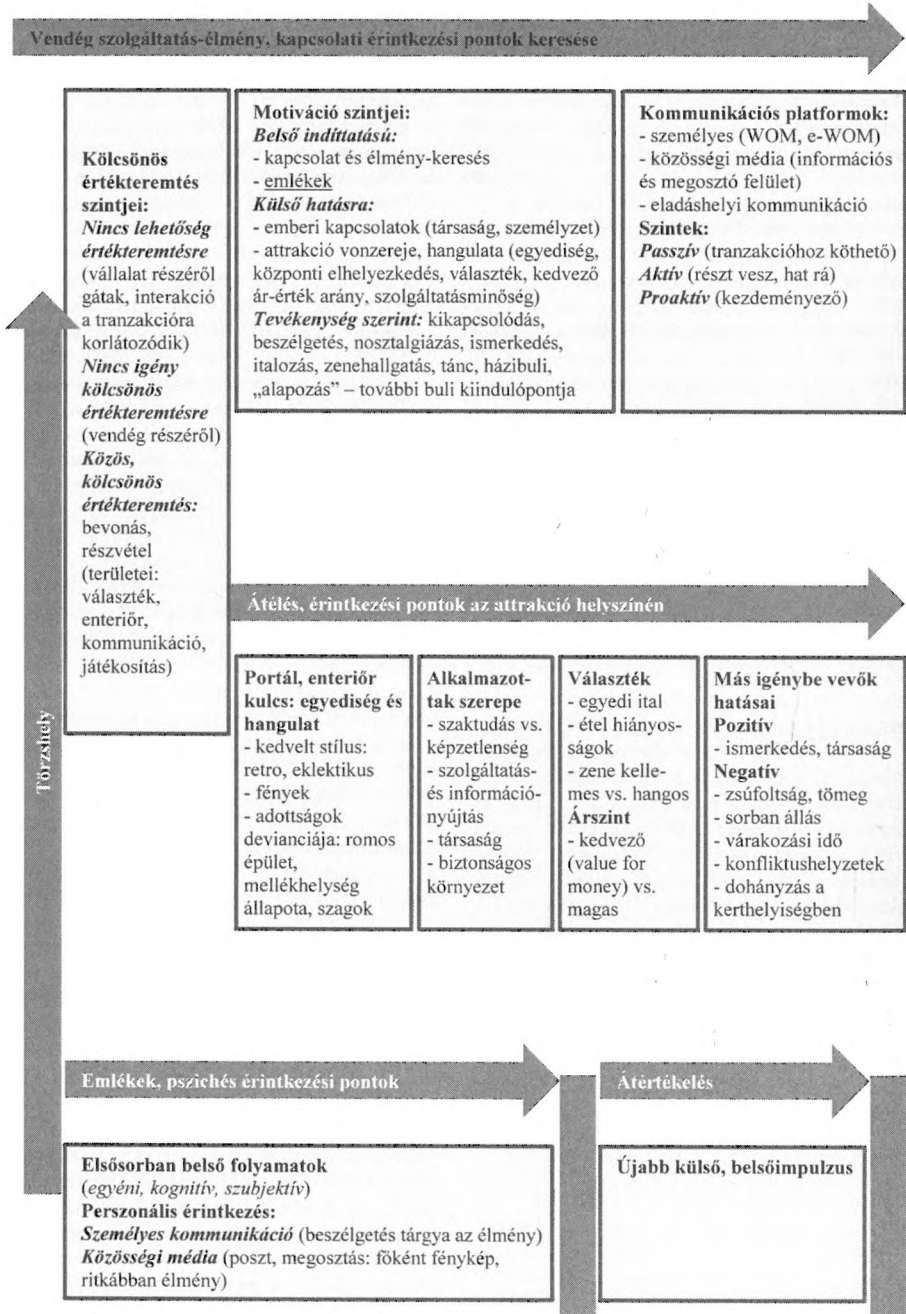 Vendég szolgáltatás-élmény, kapcsolati érintkezési pontok keresése
Kölcsönös
értékteremtés
szintjei:
Nincs lehetőség
értékteremtésre
(vállalat részéről
gátak, interakció
a tranzakcióra
korlátozódik)
Nincs igény
kölcsönös
értékteremtésre
(vendég részéről)
Közös,
kölcsönös
értékteremtés:
bevonás,
részvétel
(területei:
választék,
enteriőr,
kommunikáció,
játékosítás)
Motiváció szintjei:
Belső indíttatású:
- kapcsolat és élmény-keresés
- emlékek
Külső hatásra:
- emberi kapcsolatok (társaság, személyzet)
- attrakció vonzereje, hangulata (egyediség,
központi elhelyezkedés, választék, kedvező
ár-érték arány, szolgáltatásminőség)
Tevékenység szerint: kikapcsolódás,
beszélgetés, nosztalgiázás, ismerkedés,
italozás, zenehallgatás, tánc, házibuli,
„alapozás” – további buli kiindulópontja
Kommunikációs platformok:
- személyes (WOM, e-WOM)
- közösségi média (információs
és megosztó felület)
- eladáshelyi kommunikáció
Szintek:
Passzív (tranzakcióhoz köthető)
Aktív (részt vesz, hat rá)
Proaktív (kezdeményező)
Törzshely
Átélés, érintkezési pontok az attrakció helyszínén
Portál, enteriőr
kulcs: egyediség és
hangulat
- kedvelt stílus:
retro, eklektikus
- fények
- adottságok
devianciája: romos
épület,
mellékhelység
állapota, szagok
Alkalmazot-
tak szerepe
- szaktudás vs.
képzetlenség
- szolgáltatás-
és információ-
nyújtás
- társaság
- biztonságos
környezet
Választék
- egyedi ital
- étel hiányos-
ságok
- zene kelle-
mes vs. hangos
Árszint
- kedvező
(value for
money) vs.
magas
Más igénybe vevők
hatásai
Pozitív
- ismerkedés, társaság
Negatív
- zsúfoltság, tömeg
- sorban állás
- várakozási idő
- konfliktushelyzetek
- dohányzás a
kerthelyiségben
Emlékek, pszichés érintkezési pontok
Elsősorban belső folyamatok
(egyéni, kognitív, szubjektív)
Perszonális érintkezés:
Személyes kommunikáció (beszélgetés tárgya az élmény)
Közösségi média (poszt, megosztás: főként fénykép,
ritkábban élmény)
Átértékelés
Újabb külső, belsőimpulzus